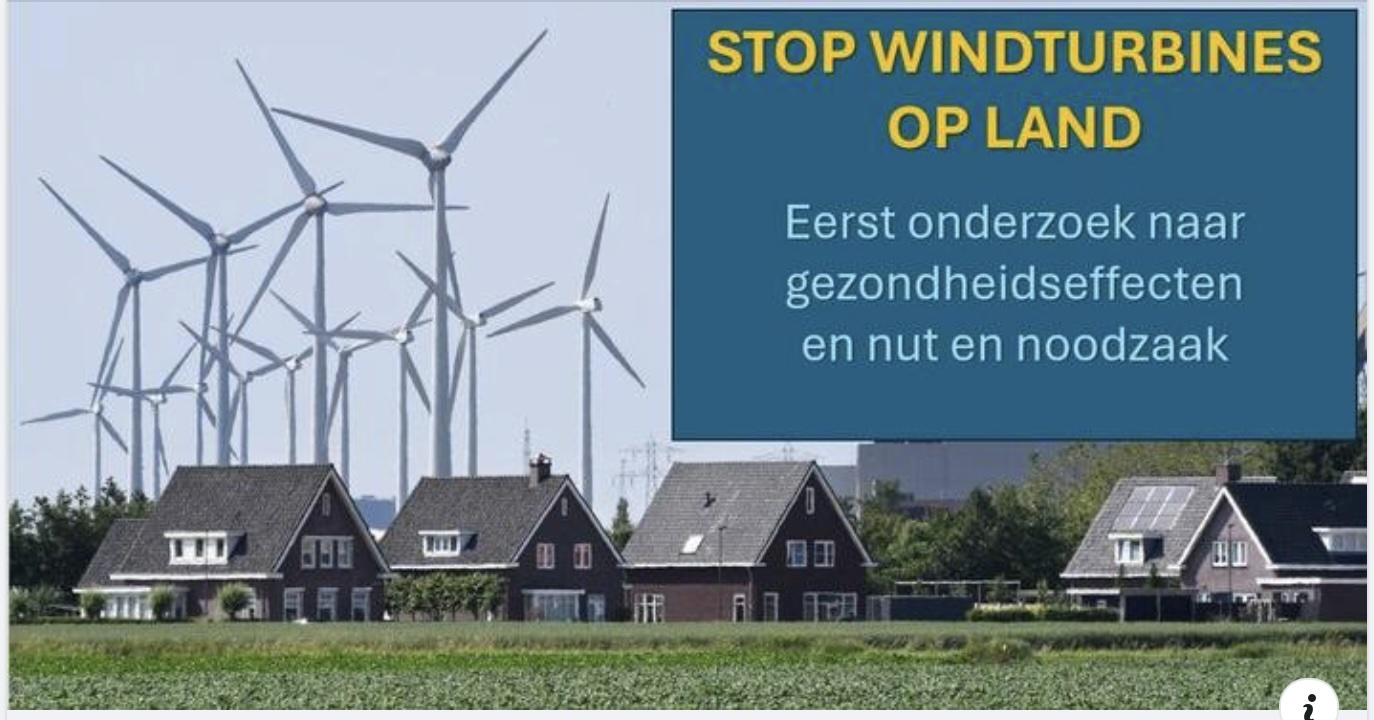 STOP WINDTURBINES
OP LAND
Eerst onderzoek naar
gezondheidseffecten
en nut en noodzaak
i